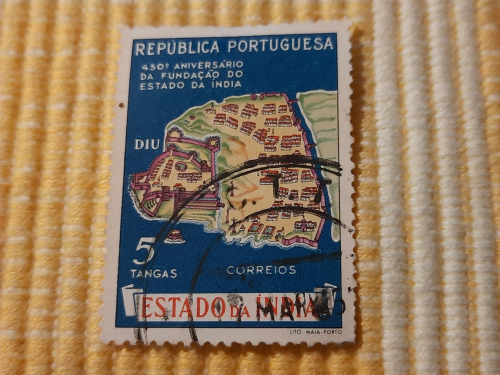 REPÚBLICA PORTUGUESA
450º ANIVERSÁRIO
DA FUNDAÇÃO DO
ESTADO DA ÍNDIA
DIU
5
TANGAS
CORREIOS
ESTADO DA ÍNDIA
LITO. MAIA-PORTO